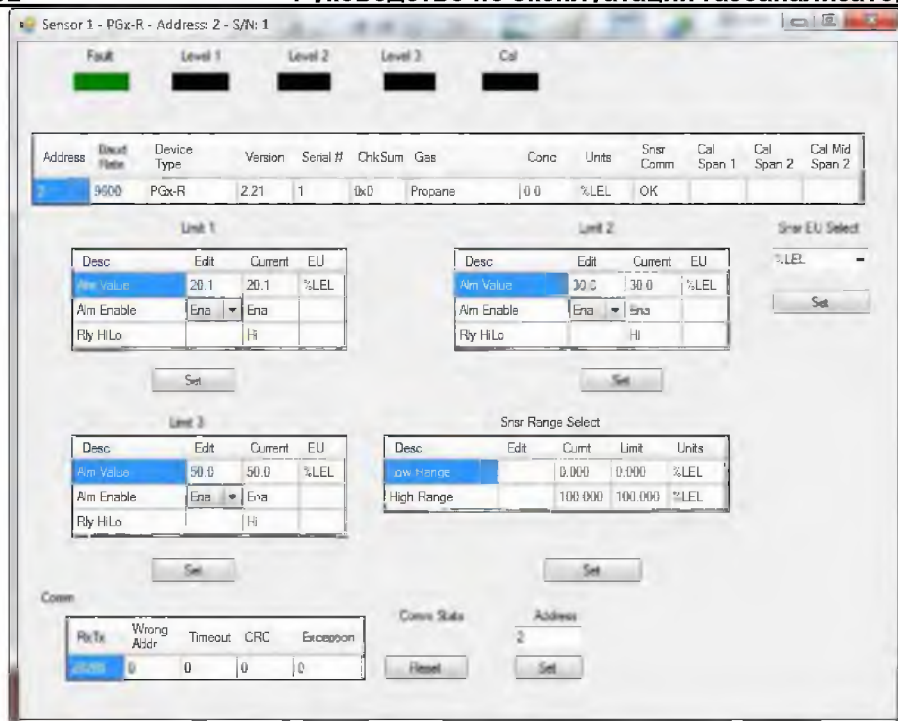 Sensor 1 - PGx-R - Address: 2 - S/N: 1
Fault Level 1 Level 2 Level 3 Cal
Address Baud Rate Device Type Version Serial # ChkSum Gas Conc Units Snsr Comm Cal Span 1 Cal Span 2 Cal Mid Span 2
2 9600 PGx-R 2.21 1 0x0 Propane 0.0 %LEL OK
Limit 1 Limit 2 Snsr EU Select
Desc Edit Current EU Desc Edit Current EU %LEL
Alm Value 20.1 20.1 %LEL Alm Value 30.0 30.0 %LEL
Alm Enable Ena Ena Alm Enable Ena Ena Set
Rly HiLo Hi Rly HiLo Hi
Set Set
Limit 3 Snsr Range Select
Desc Edit Current EU Desc Edit Curnt Limit Units
Alm Value 50.0 50.0 %LEL Low Range 0.000 0.000 %LEL
Alm Enable Ena Ena High Range 100.000 100.000 %LEL
Rly HiLo Hi
Set Set
Comm Comm Stats Address
Rx/Tx Wrong Addr Timeout CRC Exception 2
0 0 0 0 Reset Set